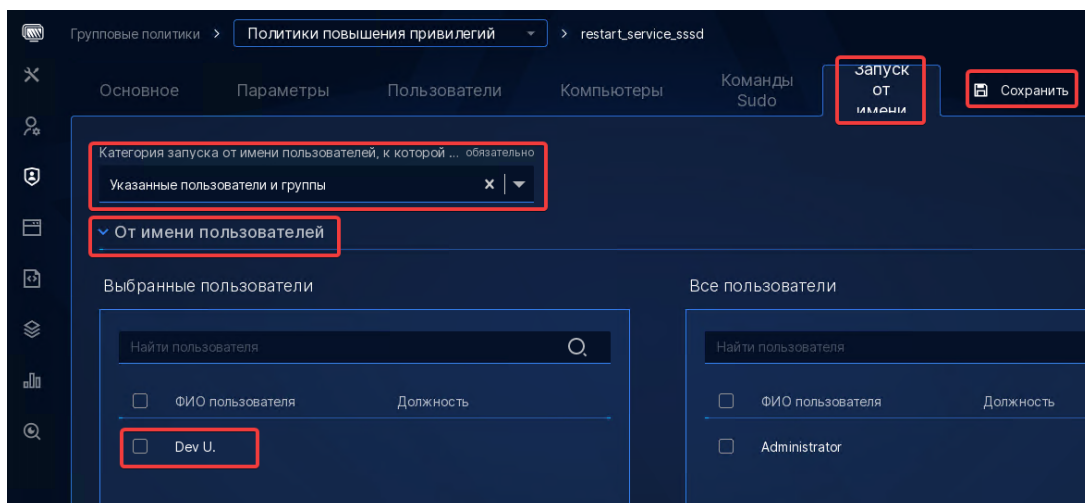 Групповые политики > Политики повышения привилегий > restart_service_sssd
Основное Параметры Пользователи Компьютеры Команды Sudo Запуск от имени Сохранить
Категория запуска от имени пользователей, к которой ... обязательно
Указанные пользователи и группы
От имени пользователей
Выбранные пользователи Все пользователи
Найти пользователя Найти пользователя
ФИО пользователя Должность ФИО пользователя Должность
Dev U. Administrator